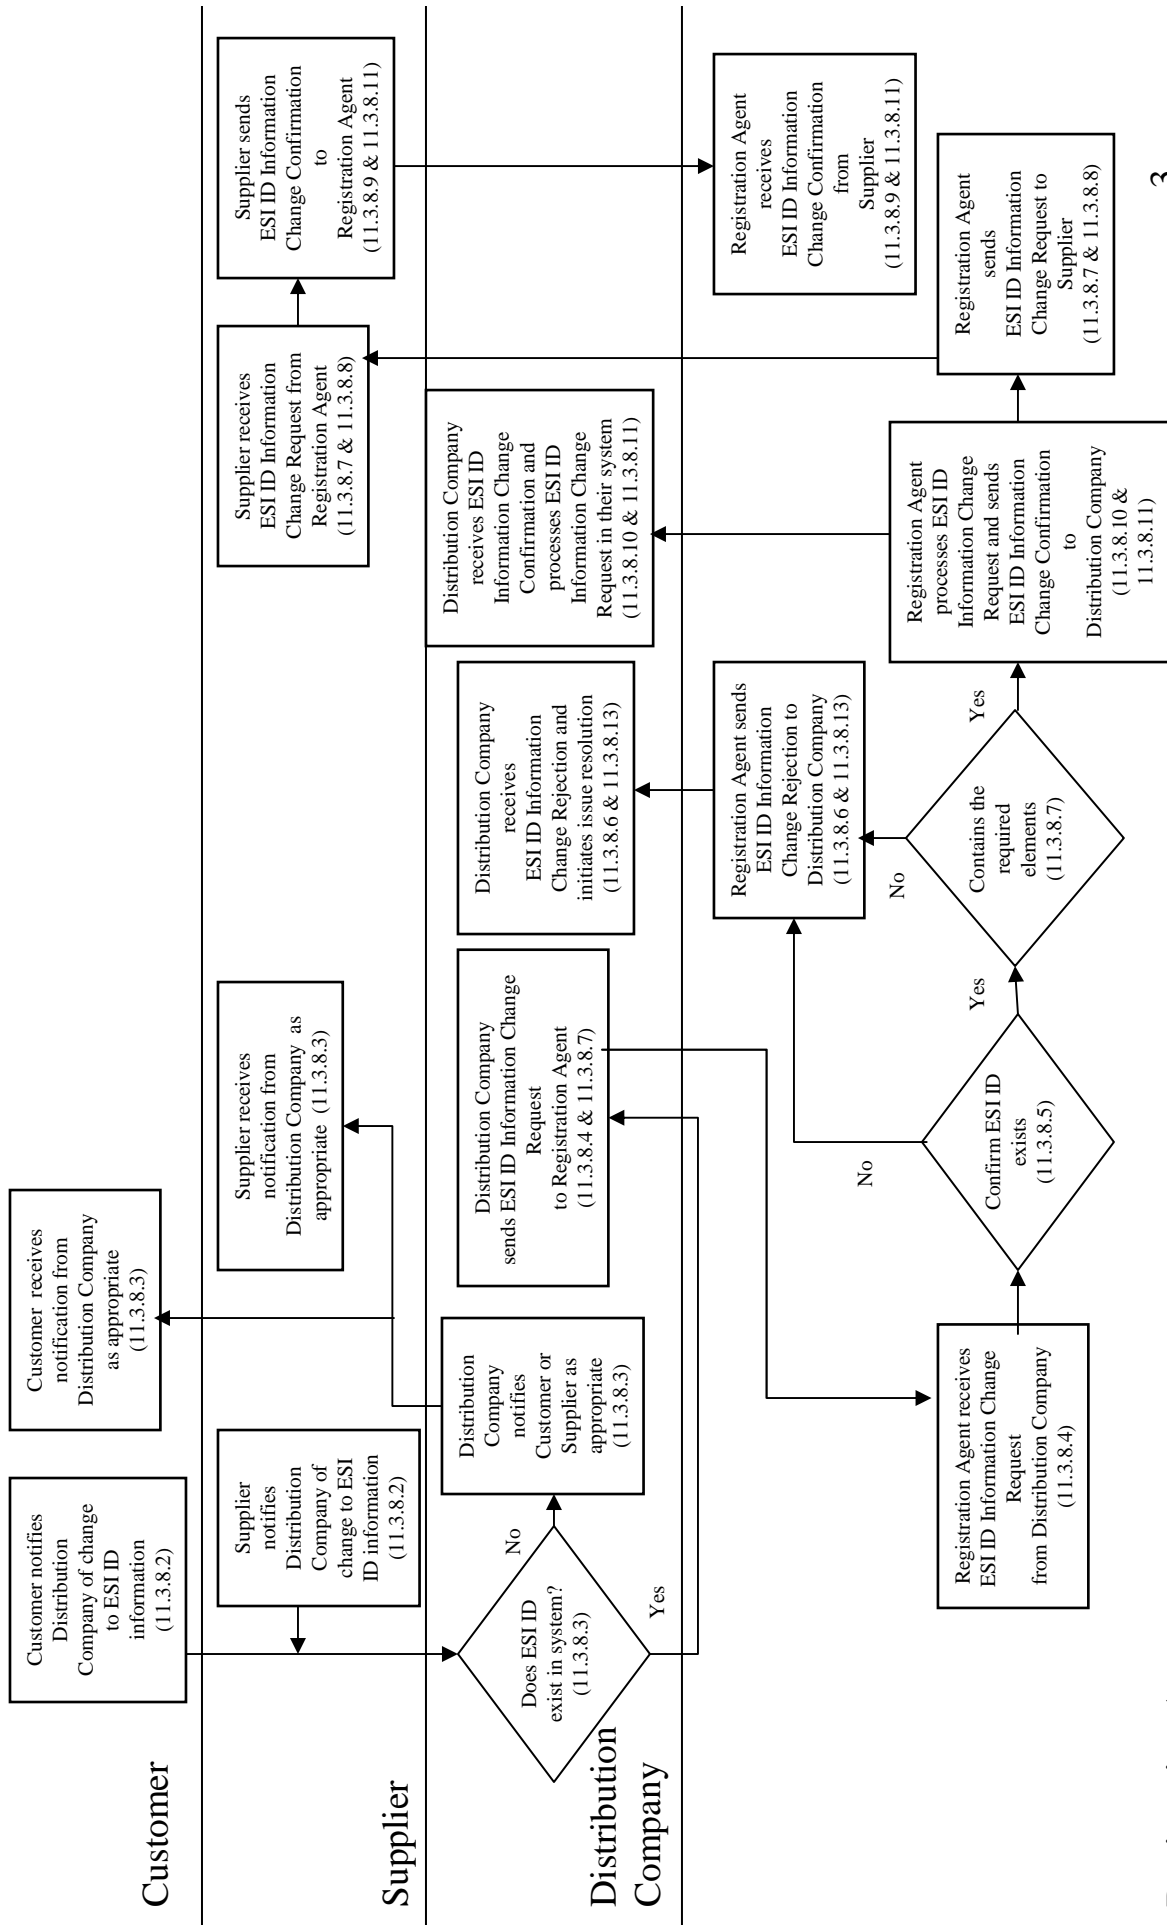 Customer
Customer notifies
Distribution
Company of change
to ESI ID
information
(11.3.8.2)
Customer receives
notification from
Distribution Company
as appropriate
(11.3.8.3)
Supplier
Supplier
notifies
Distribution
Company of
change to ESI
ID information
(11.3.8.2)
Supplier receives
notification from
Distribution Company as
appropriate (11.3.8.3)
Supplier receives
ESI ID Information
Change Request from
Registration Agent
(11.3.8.7 & 11.3.8.8)
Supplier sends
ESI ID Information
Change Confirmation
to
Registration Agent
(11.3.8.9 & 11.3.8.11)
Distribution
Company
Does ESI ID
exist in system?
(11.3.8.3)
No
Yes
Distribution
Company
notifies
Customer or
Supplier as
appropriate
(11.3.8.3)
Distribution Company
sends ESI ID Information Change
Request
to Registration Agent
(11.3.8.4 & 11.3.8.7)
Distribution Company
receives
ESI ID Information
Change Rejection and
initiates issue resolution
(11.3.8.6 & 11.3.8.13)
Distribution Company
receives ESI ID
Information Change
Confirmation and
processes ESI ID
Information Change
Request in their system
(11.3.8.10 & 11.3.8.11)
Registration Agent receives
ESI ID Information Change
Request
from Distribution Company
(11.3.8.4)
Confirm ESI ID
exists
(11.3.8.5)
No
Yes
Contains the
required
elements
(11.3.8.7)
No
Yes
Registration Agent sends
ESI ID Information
Change Rejection to
Distribution Company
(11.3.8.6 & 11.3.8.13)
Registration Agent
processes ESI ID
Information Change
Request and sends
ESI ID Information
Change Confirmation
to
Distribution Company
(11.3.8.10 &
11.3.8.11)
Registration Agent
sends
ESI ID Information
Change Request to
Supplier
(11.3.8.7 & 11.3.8.8)
Registration Agent
receives
ESI ID Information
Change Confirmation
from
Supplier
(11.3.8.9 & 11.3.8.11)